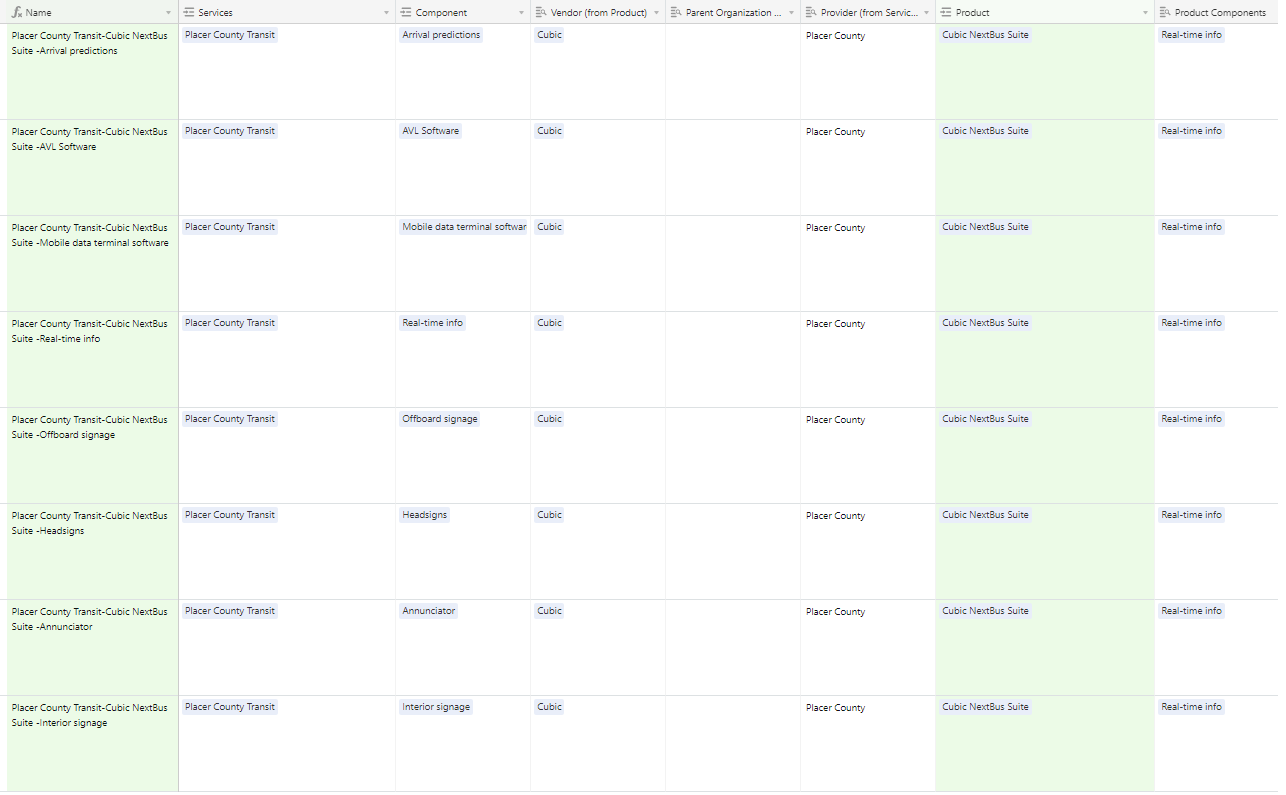 Name Services Component Vendor (from Product) Parent Organization ... Provider (from Servic... Product Product Components
Placer County Transit-Cubic NextBus Placer County Transit Arrival predictions Cubic Placer County Cubic NextBus Suite Real-time info
Suite -Arrival predictions
Placer County Transit-Cubic NextBus Placer County Transit AVL Software Cubic Placer County Cubic NextBus Suite Real-time info
Suite -AVL Software
Placer County Transit-Cubic NextBus Placer County Transit Mobile data terminal softwar Cubic Placer County Cubic NextBus Suite Real-time info
Suite -Mobile data terminal software
Placer County Transit-Cubic NextBus Placer County Transit Real-time info Cubic Placer County Cubic NextBus Suite Real-time info
Suite -Real-time info
Placer County Transit-Cubic NextBus Placer County Transit Offboard signage Cubic Placer County Cubic NextBus Suite Real-time info
Suite -Offboard signage
Placer County Transit-Cubic NextBus Placer County Transit Headsigns Cubic Placer County Cubic NextBus Suite Real-time info
Suite -Headsigns
Placer County Transit-Cubic NextBus Placer County Transit Annunciator Cubic Placer County Cubic NextBus Suite Real-time info
Suite -Annunciator
Placer County Transit-Cubic NextBus Placer County Transit Interior signage Cubic Placer County Cubic NextBus Suite Real-time info
Suite -Interior signage